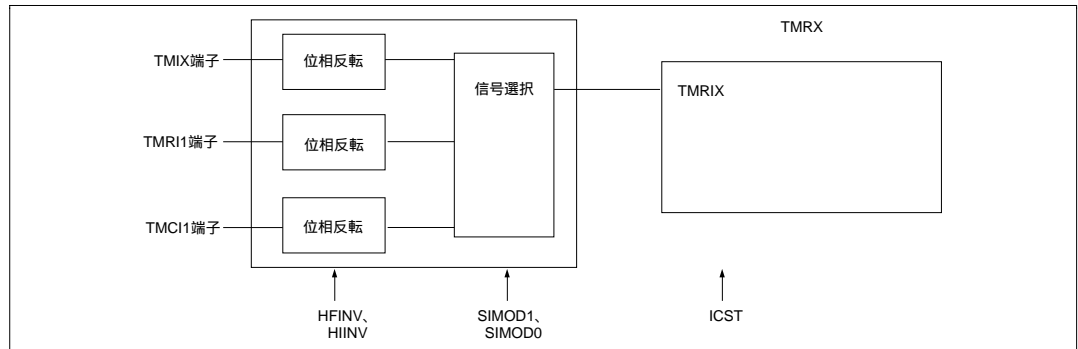 TMRX
TMIX端子
位相反転
信号選択
TMRIX
TMRI1端子
位相反転
TMCI1端子
位相反転
HFINV、
HIINV
SIMOD1、
SIMOD0
ICST